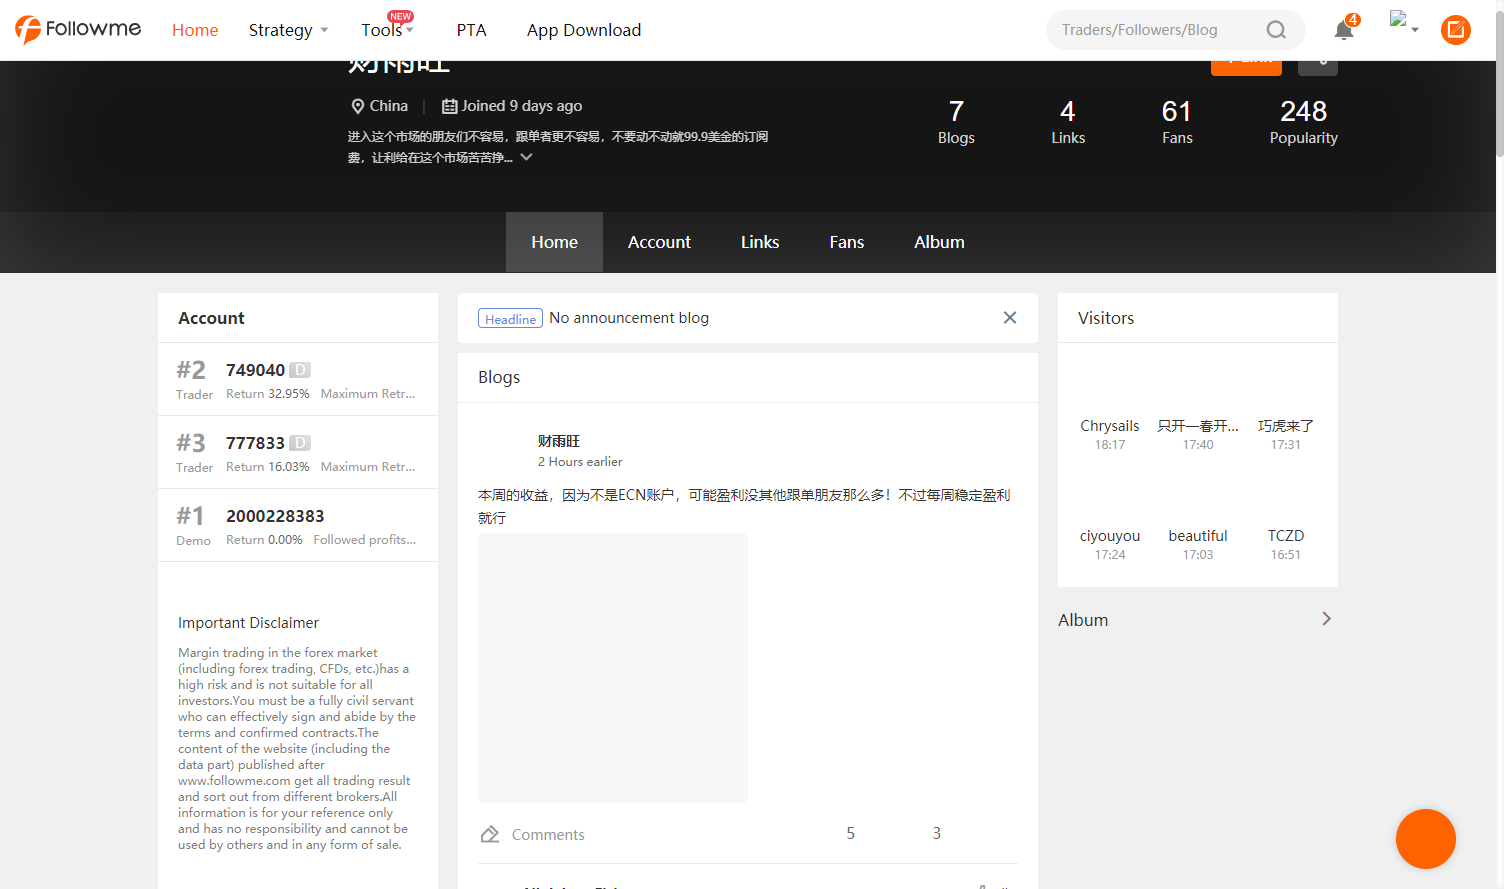 Followme
Home
Strategy
Tools
NEW
PTA
App Download
Traders/Followers/Blog
4
财雨旺
China
Joined 9 days ago
进入这个市场的朋友们不容易，跟单者更不容易，不要动不动就99.9美金的订阅
费，让利给在这个市场苦苦挣...
7
Blogs
4
Links
61
Fans
248
Popularity
Home
Account
Links
Fans
Album
Account
#2
Trader
749040 D
Return 32.95% Maximum Retr...
#3
Trader
777833 D
Return 16.03% Maximum Retr...
#1
Demo
2000228383
Return 0.00% Followed profits...
Important Disclaimer
Margin trading in the forex market
(including forex trading, CFDs, etc.)has a
high risk and is not suitable for all
investors.You must be a fully civil servant
who can effectively sign and abide by the
terms and confirmed contracts.The
content of the website (including the
data part) published after
www.followme.com get all trading result
and sort out from different brokers.All
information is for your reference only
and has no responsibility and cannot be
used by others and in any form of sale.
Headline No announcement blog
Blogs
财雨旺
2 Hours earlier
本周的收益，因为不是ECN账户，可能盈利没其他跟单朋友那么多！不过每周稳定盈利
就行
Comments
5
3
Visitors
Chrysails
18:17
只开一春开...
17:40
巧虎来了
17:31
ciyouyou
17:24
beautiful
17:03
TCZD
16:51
Album